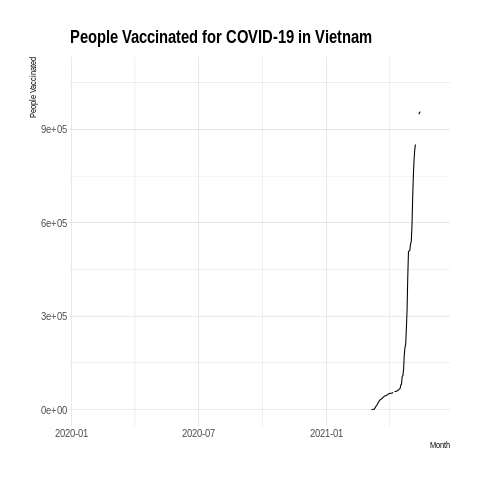 People Vaccinated for COVID-19 in Vietnam
People Vaccinated
9e+05
6e+05
3e+05
0e+00
2020-01 2020-07 2021-01
Month